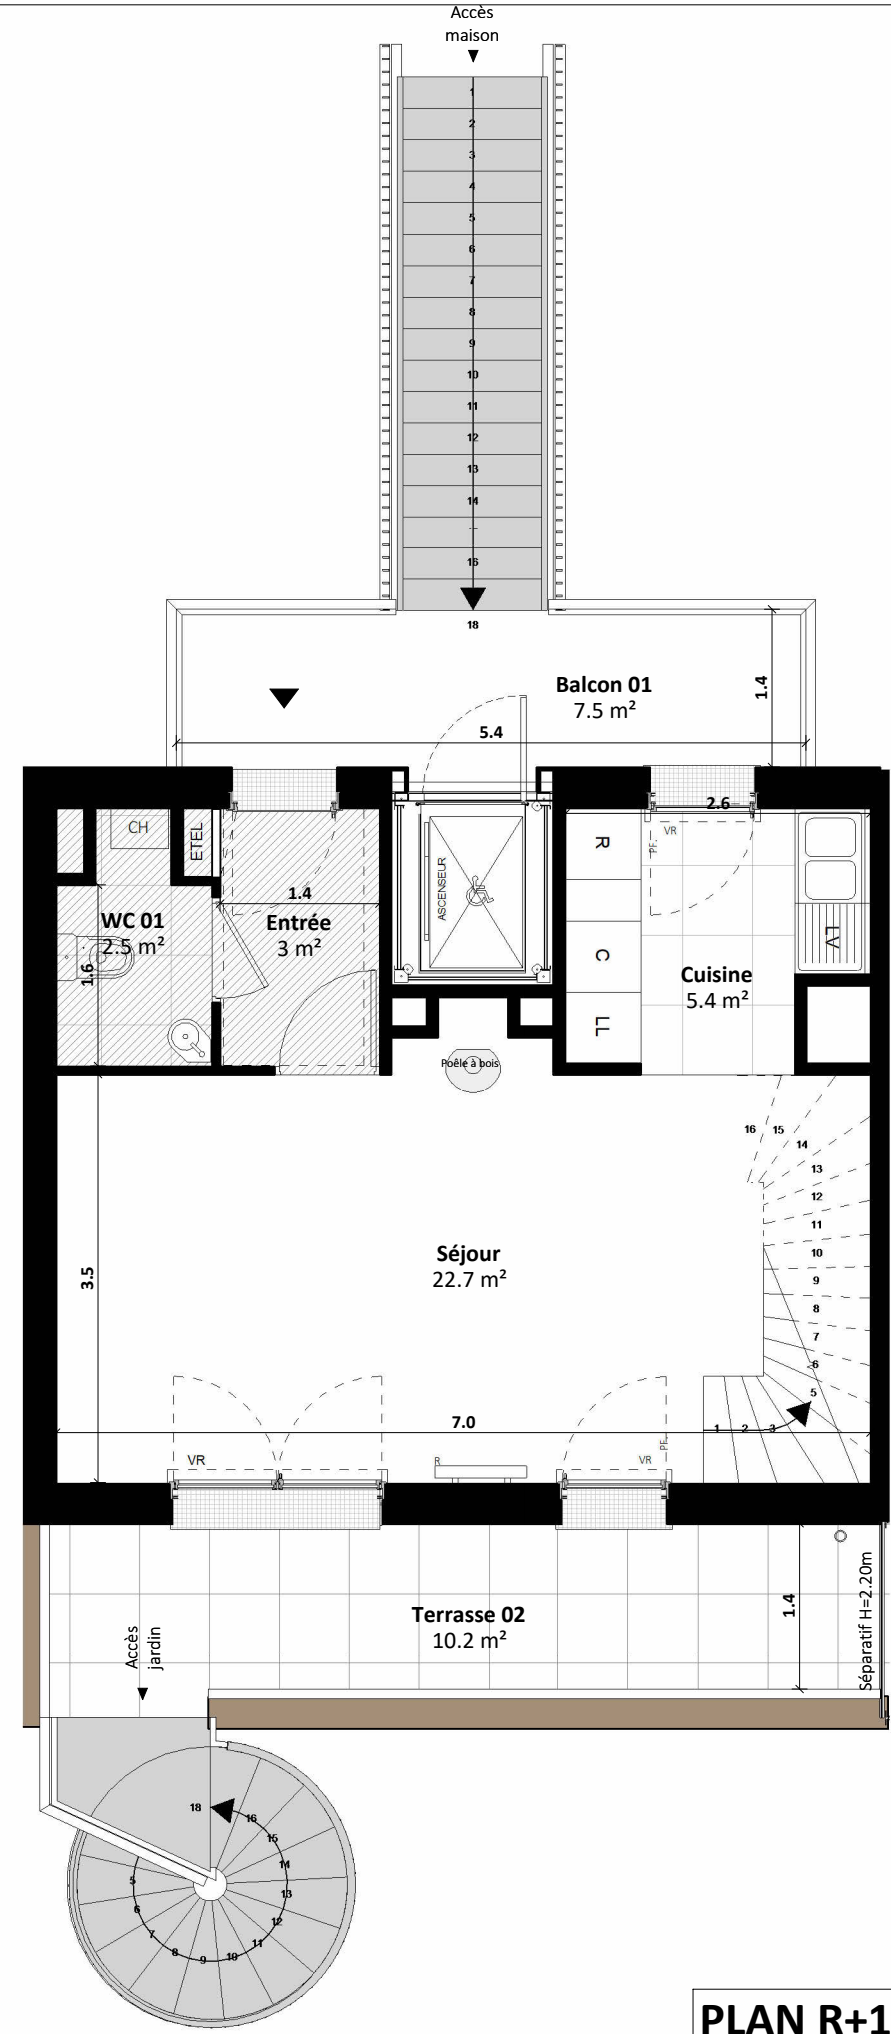 Accès
maison
1
2
3
4
5
6
7
8
9
10
11
12
13
14
16
18
Balcon 01
7.5 m²
1.4
5.4
2.6
CH
ETEL
ASCENSEUR
R
VR
PF.
LV
1.4
WC 01
2.5 m²
Entrée
3 m²
1.6
C
Cuisine
5.4 m²
LL
Poêle à bois
16
15
14
13
12
11
10
9
8
7
6
5
3
2
1
Séjour
22.7 m²
3.5
7.0
VR
R
VR
PF.
Terrasse 02
10.2 m²
1.4
Séparatif H=2.20m
Accès
jardin
18
16
15
14
13
12
11
10
9
8
7
6
5
PLAN R+1